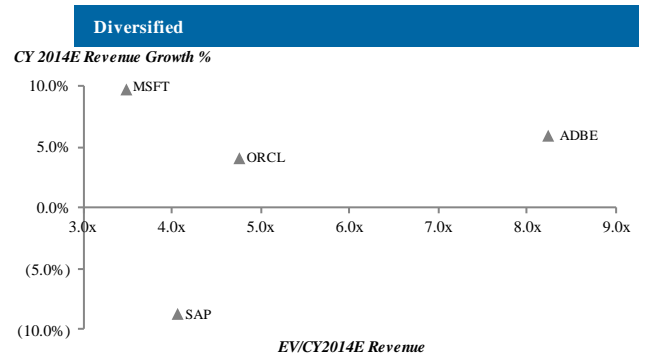 Diversified
CY 2014E Revenue Growth %
10.0%
MSFT
5.0%
ORCL
ADBE
0.0%
3.0x 4.0x 5.0x 6.0x 7.0x 8.0x 9.0x
(5.0%)
SAP
(10.0%)
EV/CY2014E Revenue